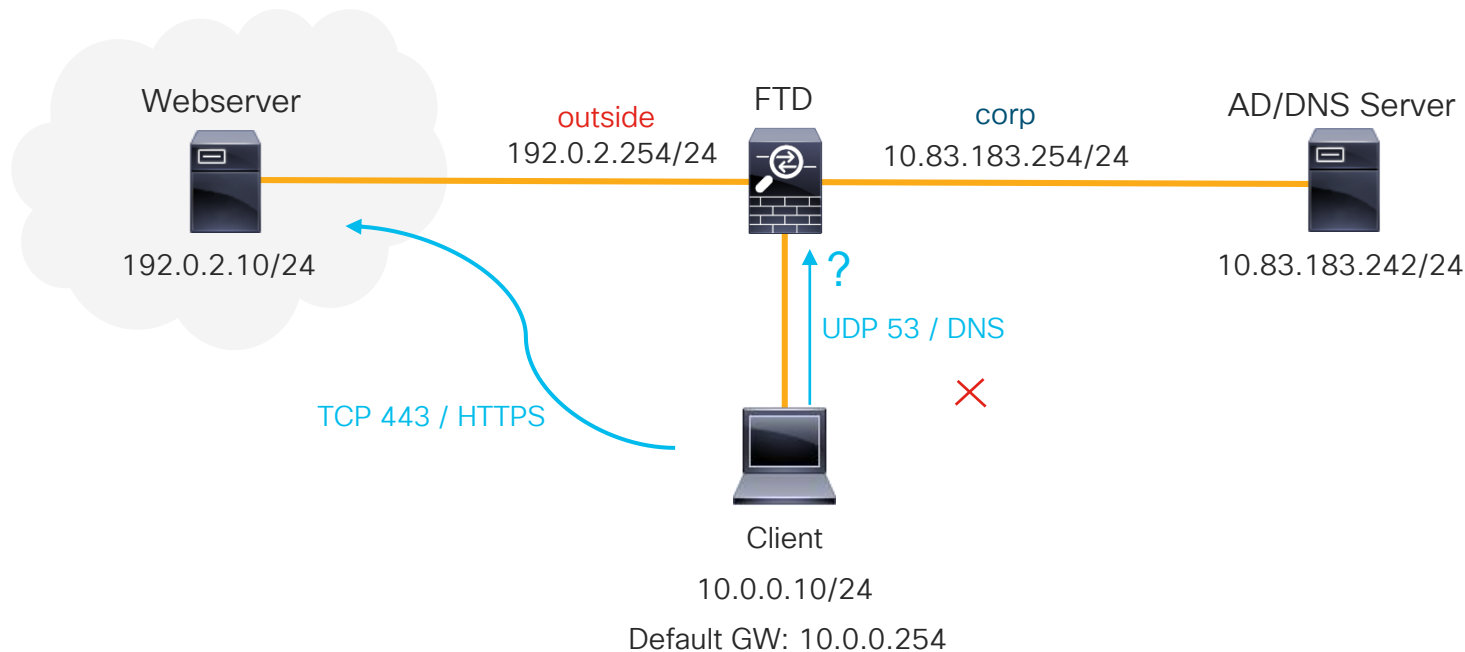 Webserver
192.0.2.10/24
outside
192.0.2.254/24
FTD
corp
10.83.183.254/24
AD/DNS Server
10.83.183.242/24
?
UDP 53 / DNS
TCP 443 / HTTPS
Client
10.0.0.10/24
Default GW: 10.0.0.254